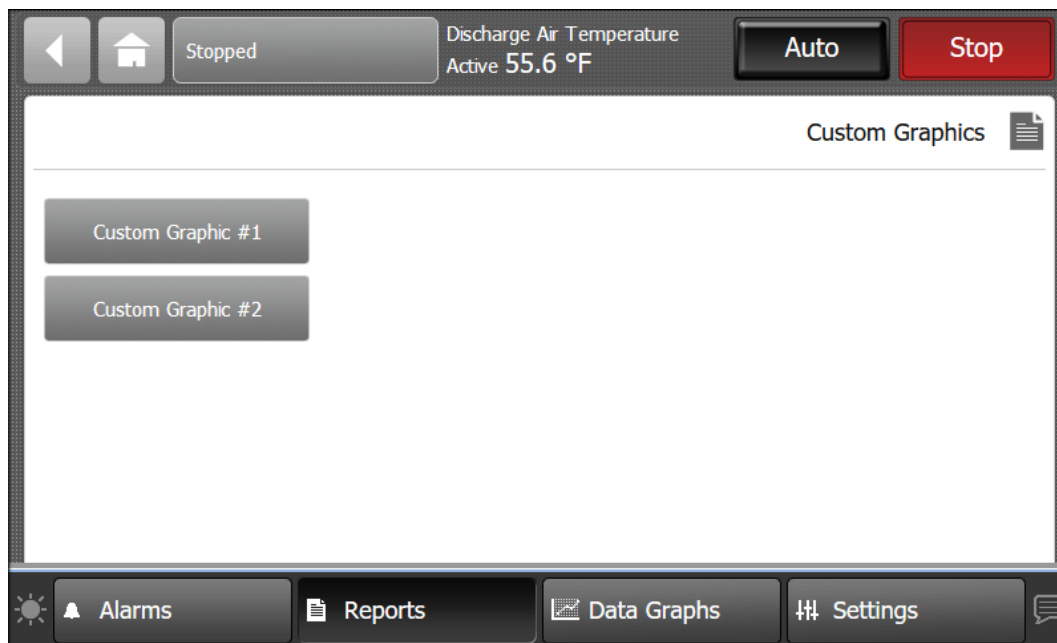 Stopped
Discharge Air Temperature
Active 55.6 °F
Auto
Stop
Custom Graphics
Custom Graphic #1
Custom Graphic #2
Alarms
Reports
Data Graphs
Settings